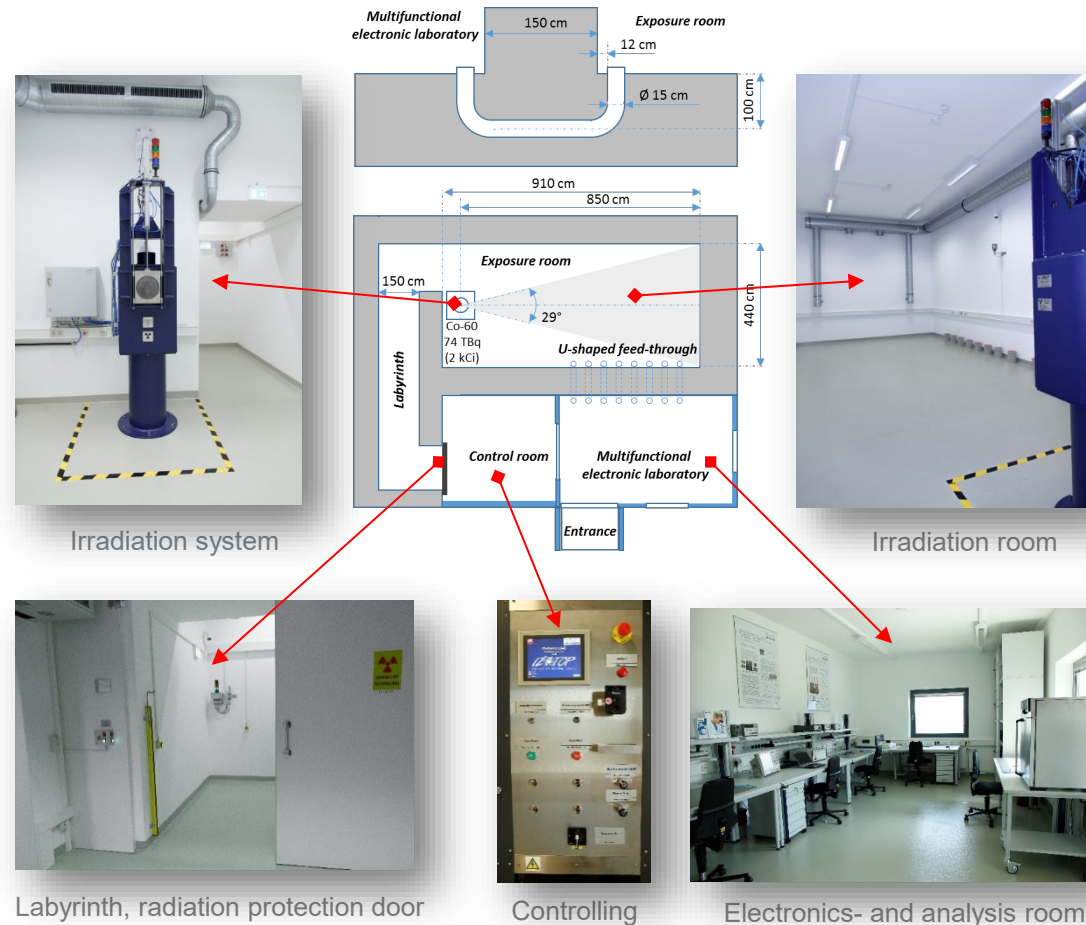 Multifunctional
electronic laboratory
150 cm
Exposure room
12 cm
Ø 15 cm
100 cm
910 cm
850 cm
Exposure room
150 cm
29°
440 cm
Co-60
74 TBq
(2 kCi)
U-shaped feed-through
Labyrinth
Control room
Multifunctional
electronic laboratory
Entrance
Irradiation system
Irradiation room
IZOTOP
Labyrinth, radiation protection door
Controlling
Electronics- and analysis room